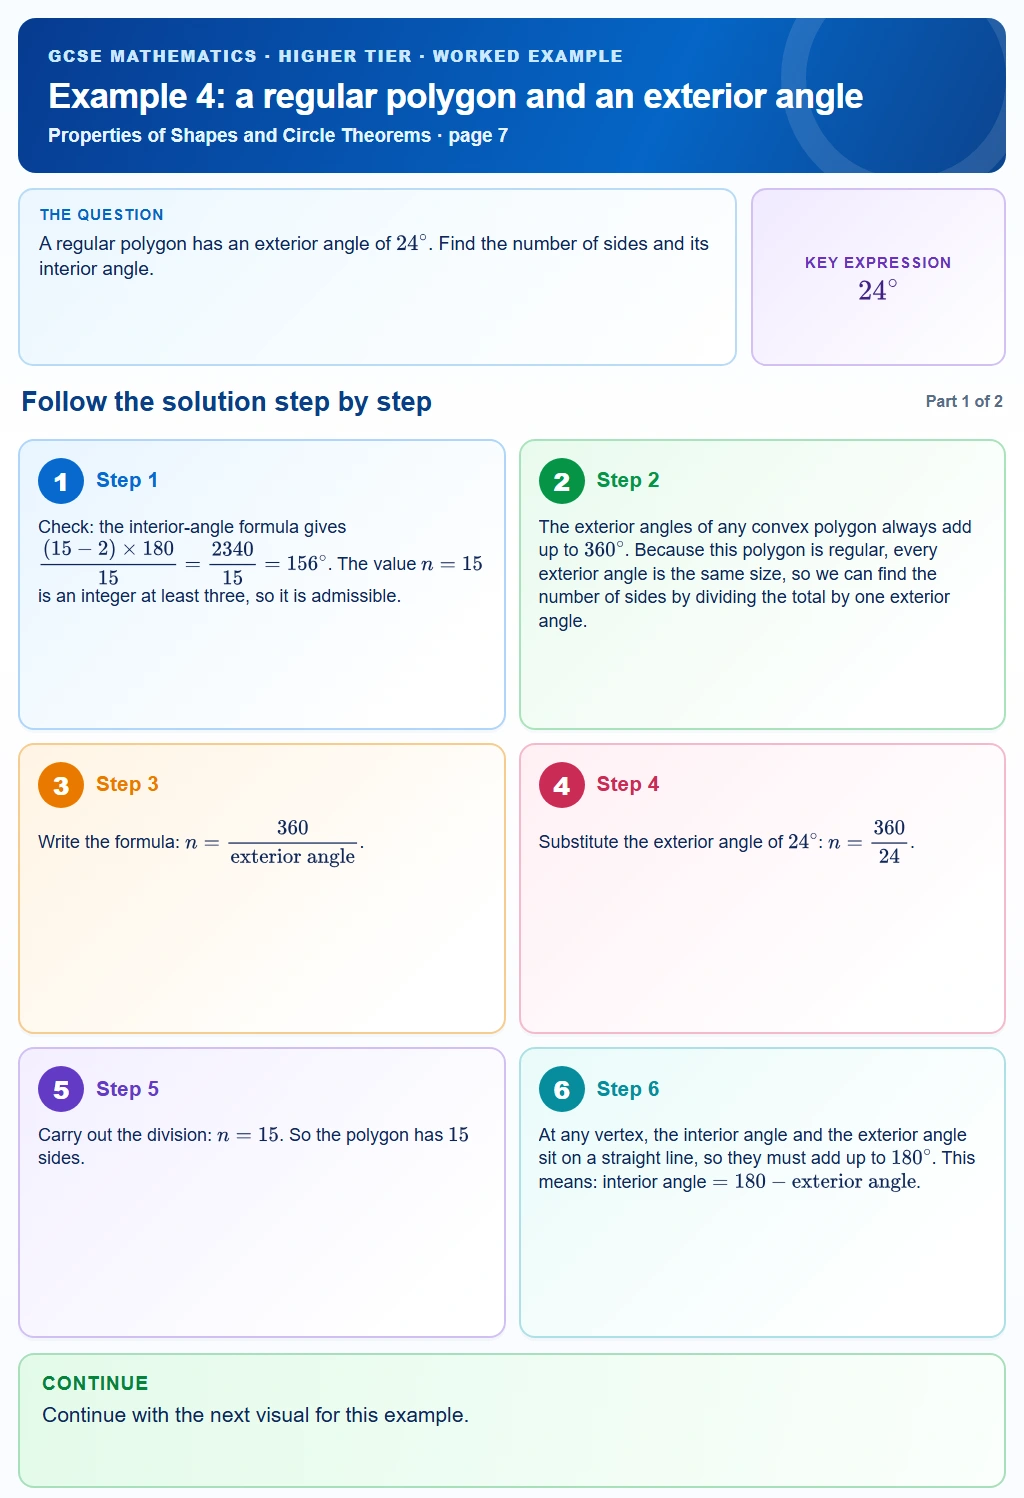 GCSE MATHEMATICS · HIGHER TIER · WORKED EXAMPLE
Example 4: a regular polygon and an exterior angle
Properties of Shapes and Circle Theorems · page 7
THE QUESTION
A regular polygon has an exterior angle of 24°. Find the number of sides and its
interior angle.
KEY EXPRESSION
24°
Follow the solution step by step
Part 1 of 2
1 Step 1
Check: the interior-angle formula gives
(15 − 2) × 180 / 15 = 2340 / 15 = 156°. The value n = 15
is an integer at least three, so it is admissible.
2 Step 2
The exterior angles of any convex polygon always add
up to 360°. Because this polygon is regular, every
exterior angle is the same size, so we can find the
number of sides by dividing the total by one exterior
angle.
3 Step 3
Write the formula: n = 360 / exterior angle.
4 Step 4
Substitute the exterior angle of 24°: n = 360 / 24.
5 Step 5
Carry out the division: n = 15. So the polygon has 15
sides.
6 Step 6
At any vertex, the interior angle and the exterior angle
sit on a straight line, so they must add up to 180°. This
means: interior angle = 180 − exterior angle.
CONTINUE
Continue with the next visual for this example.